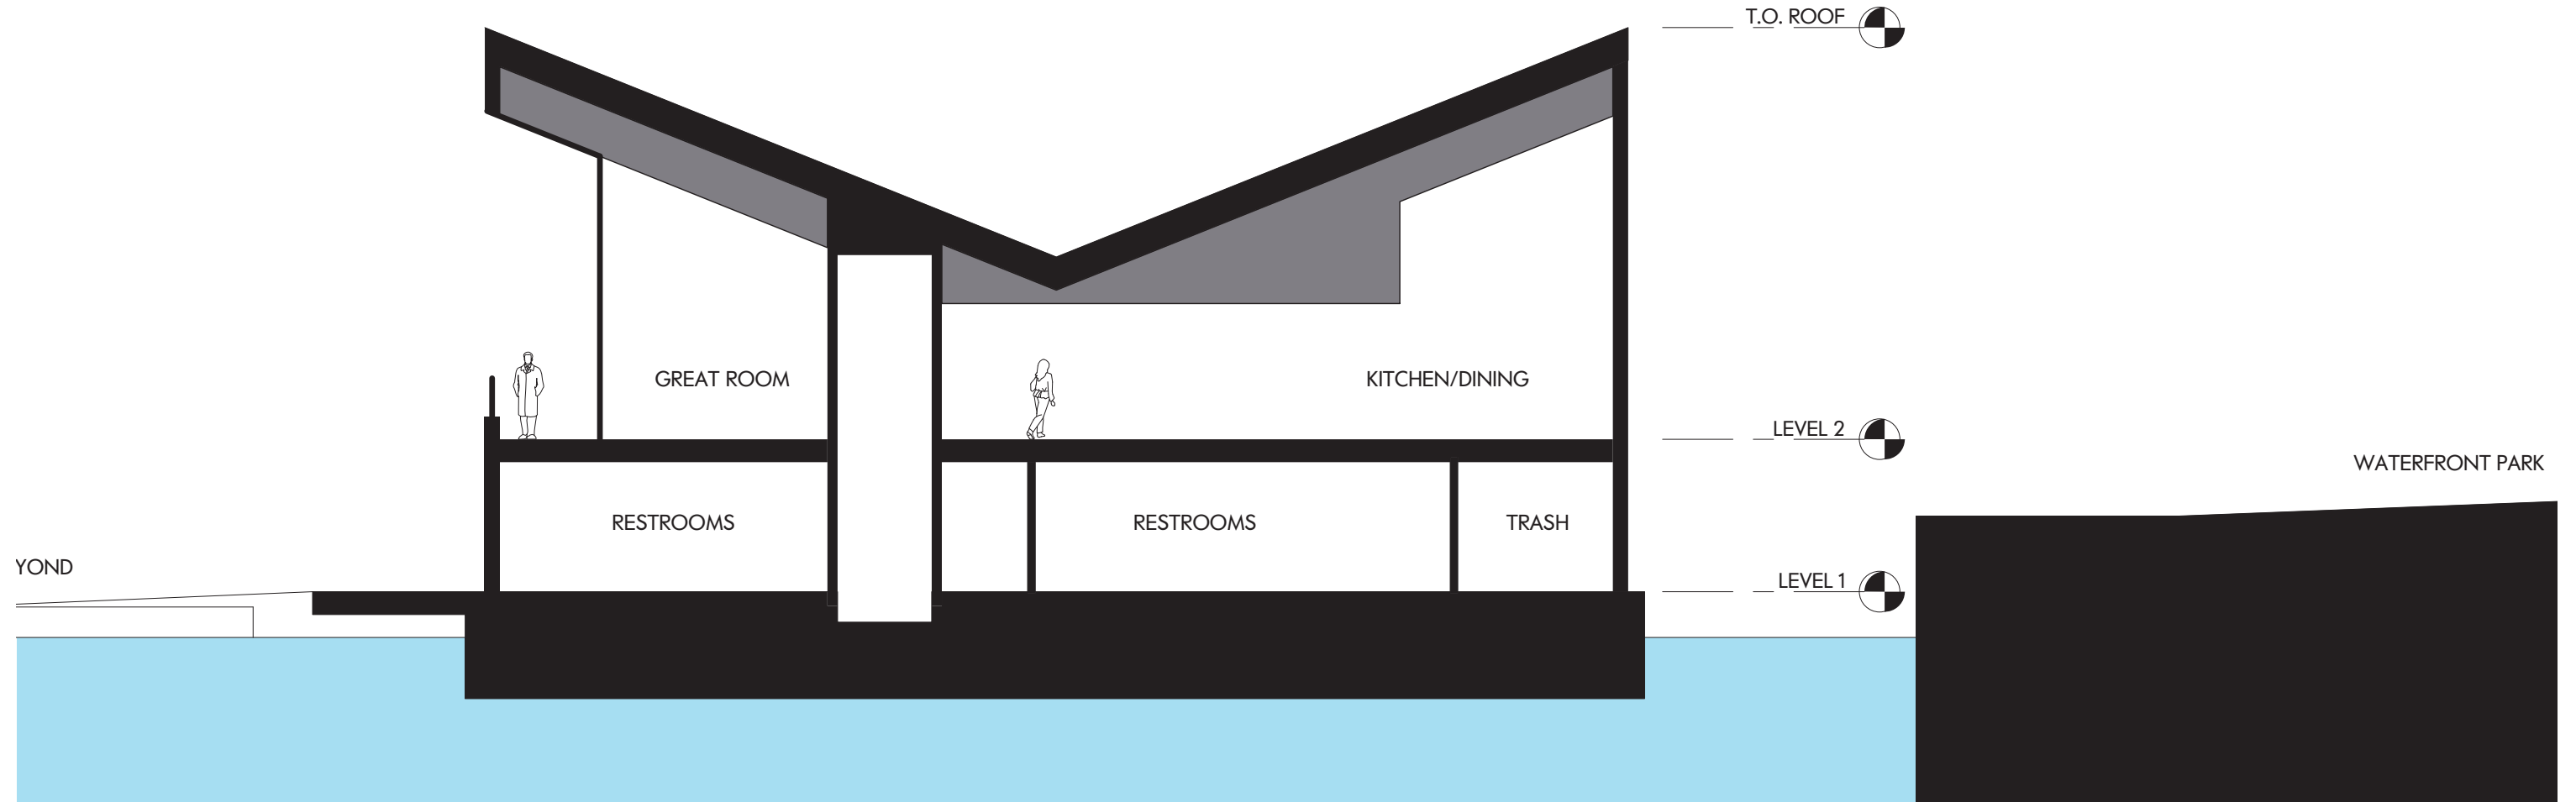 T.O. ROOF
GREAT ROOM
KITCHEN/DINING
LEVEL 2
WATERFRONT PARK
RESTROOMS
RESTROOMS
TRASH
YOND
LEVEL 1